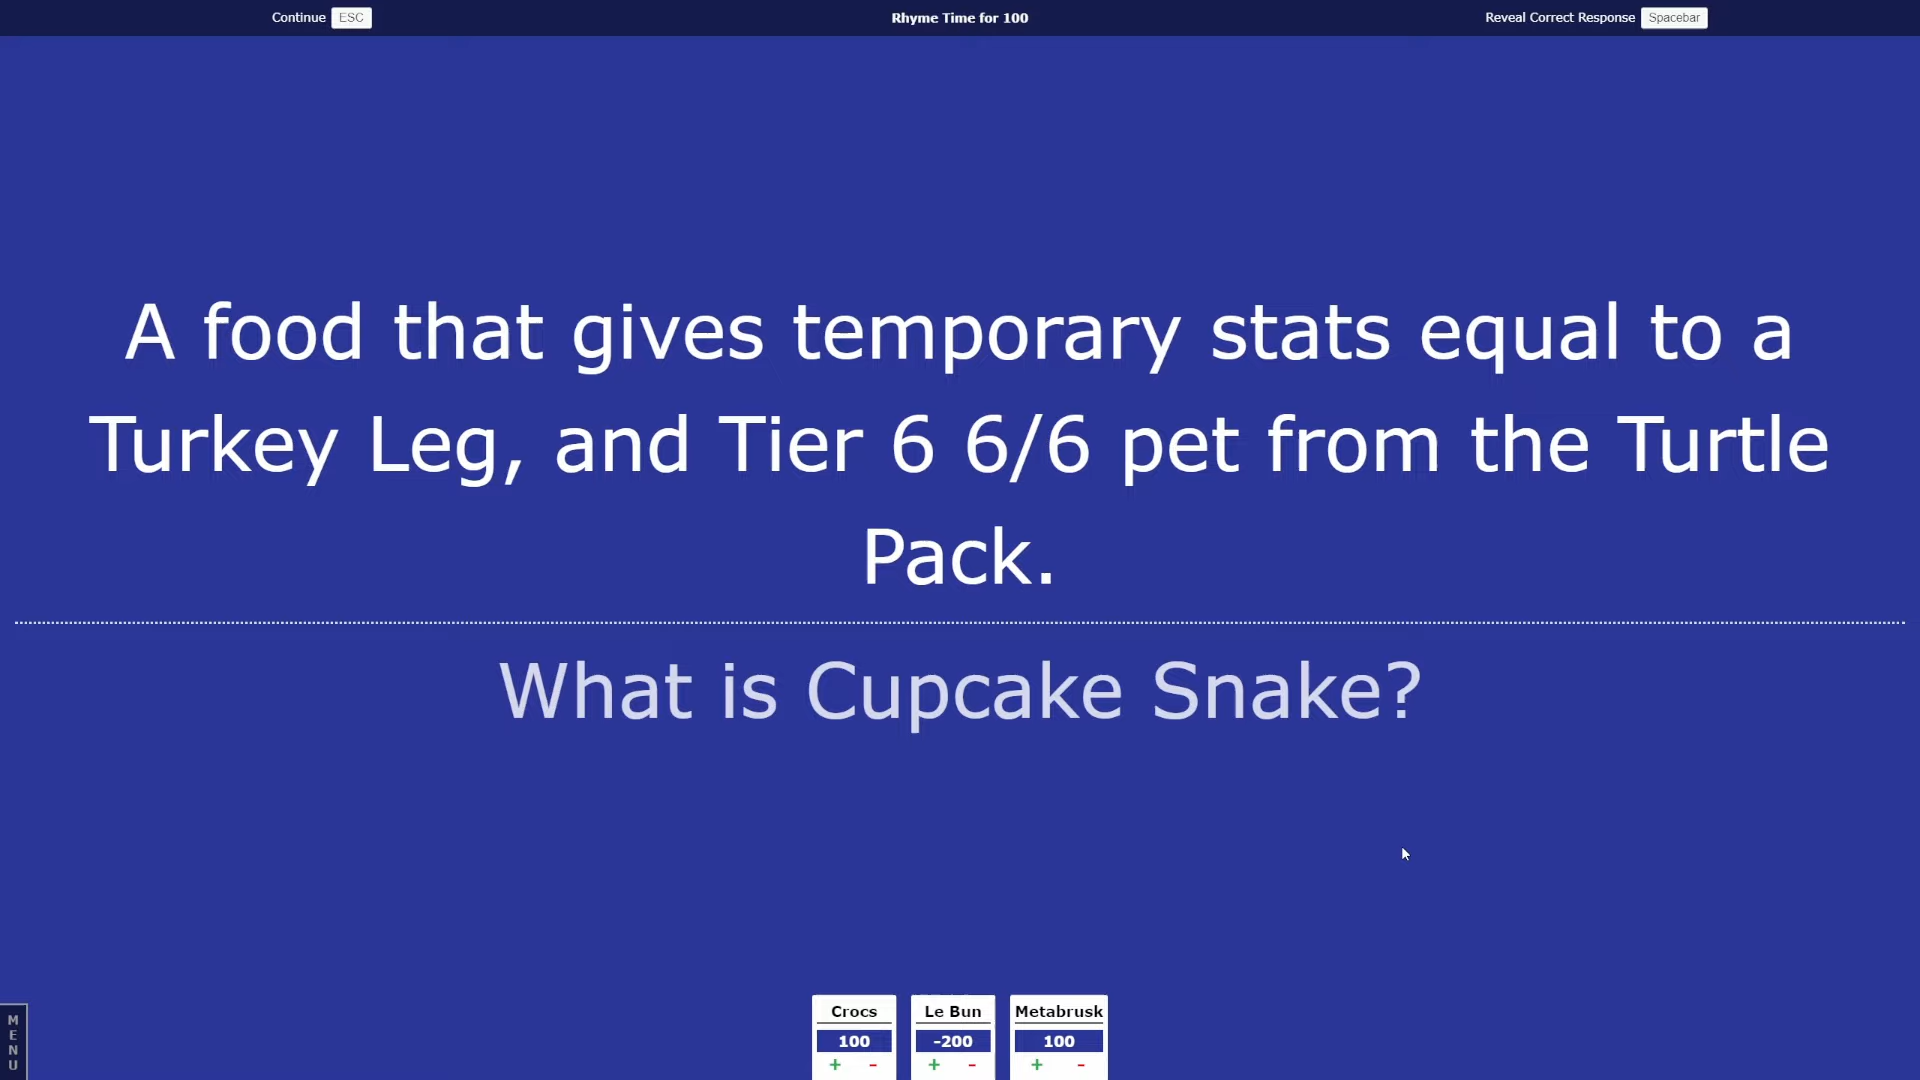 Continue ESC
Rhyme Time for 100
Reveal Correct Response Spacebar
A food that gives temporary stats equal to a
Turkey Leg, and Tier 6 6/6 pet from the Turtle
Pack.
What is Cupcake Snake?
MENU
Crocs Le Bun Metabrusk
100 -200 100
+ - + - + -